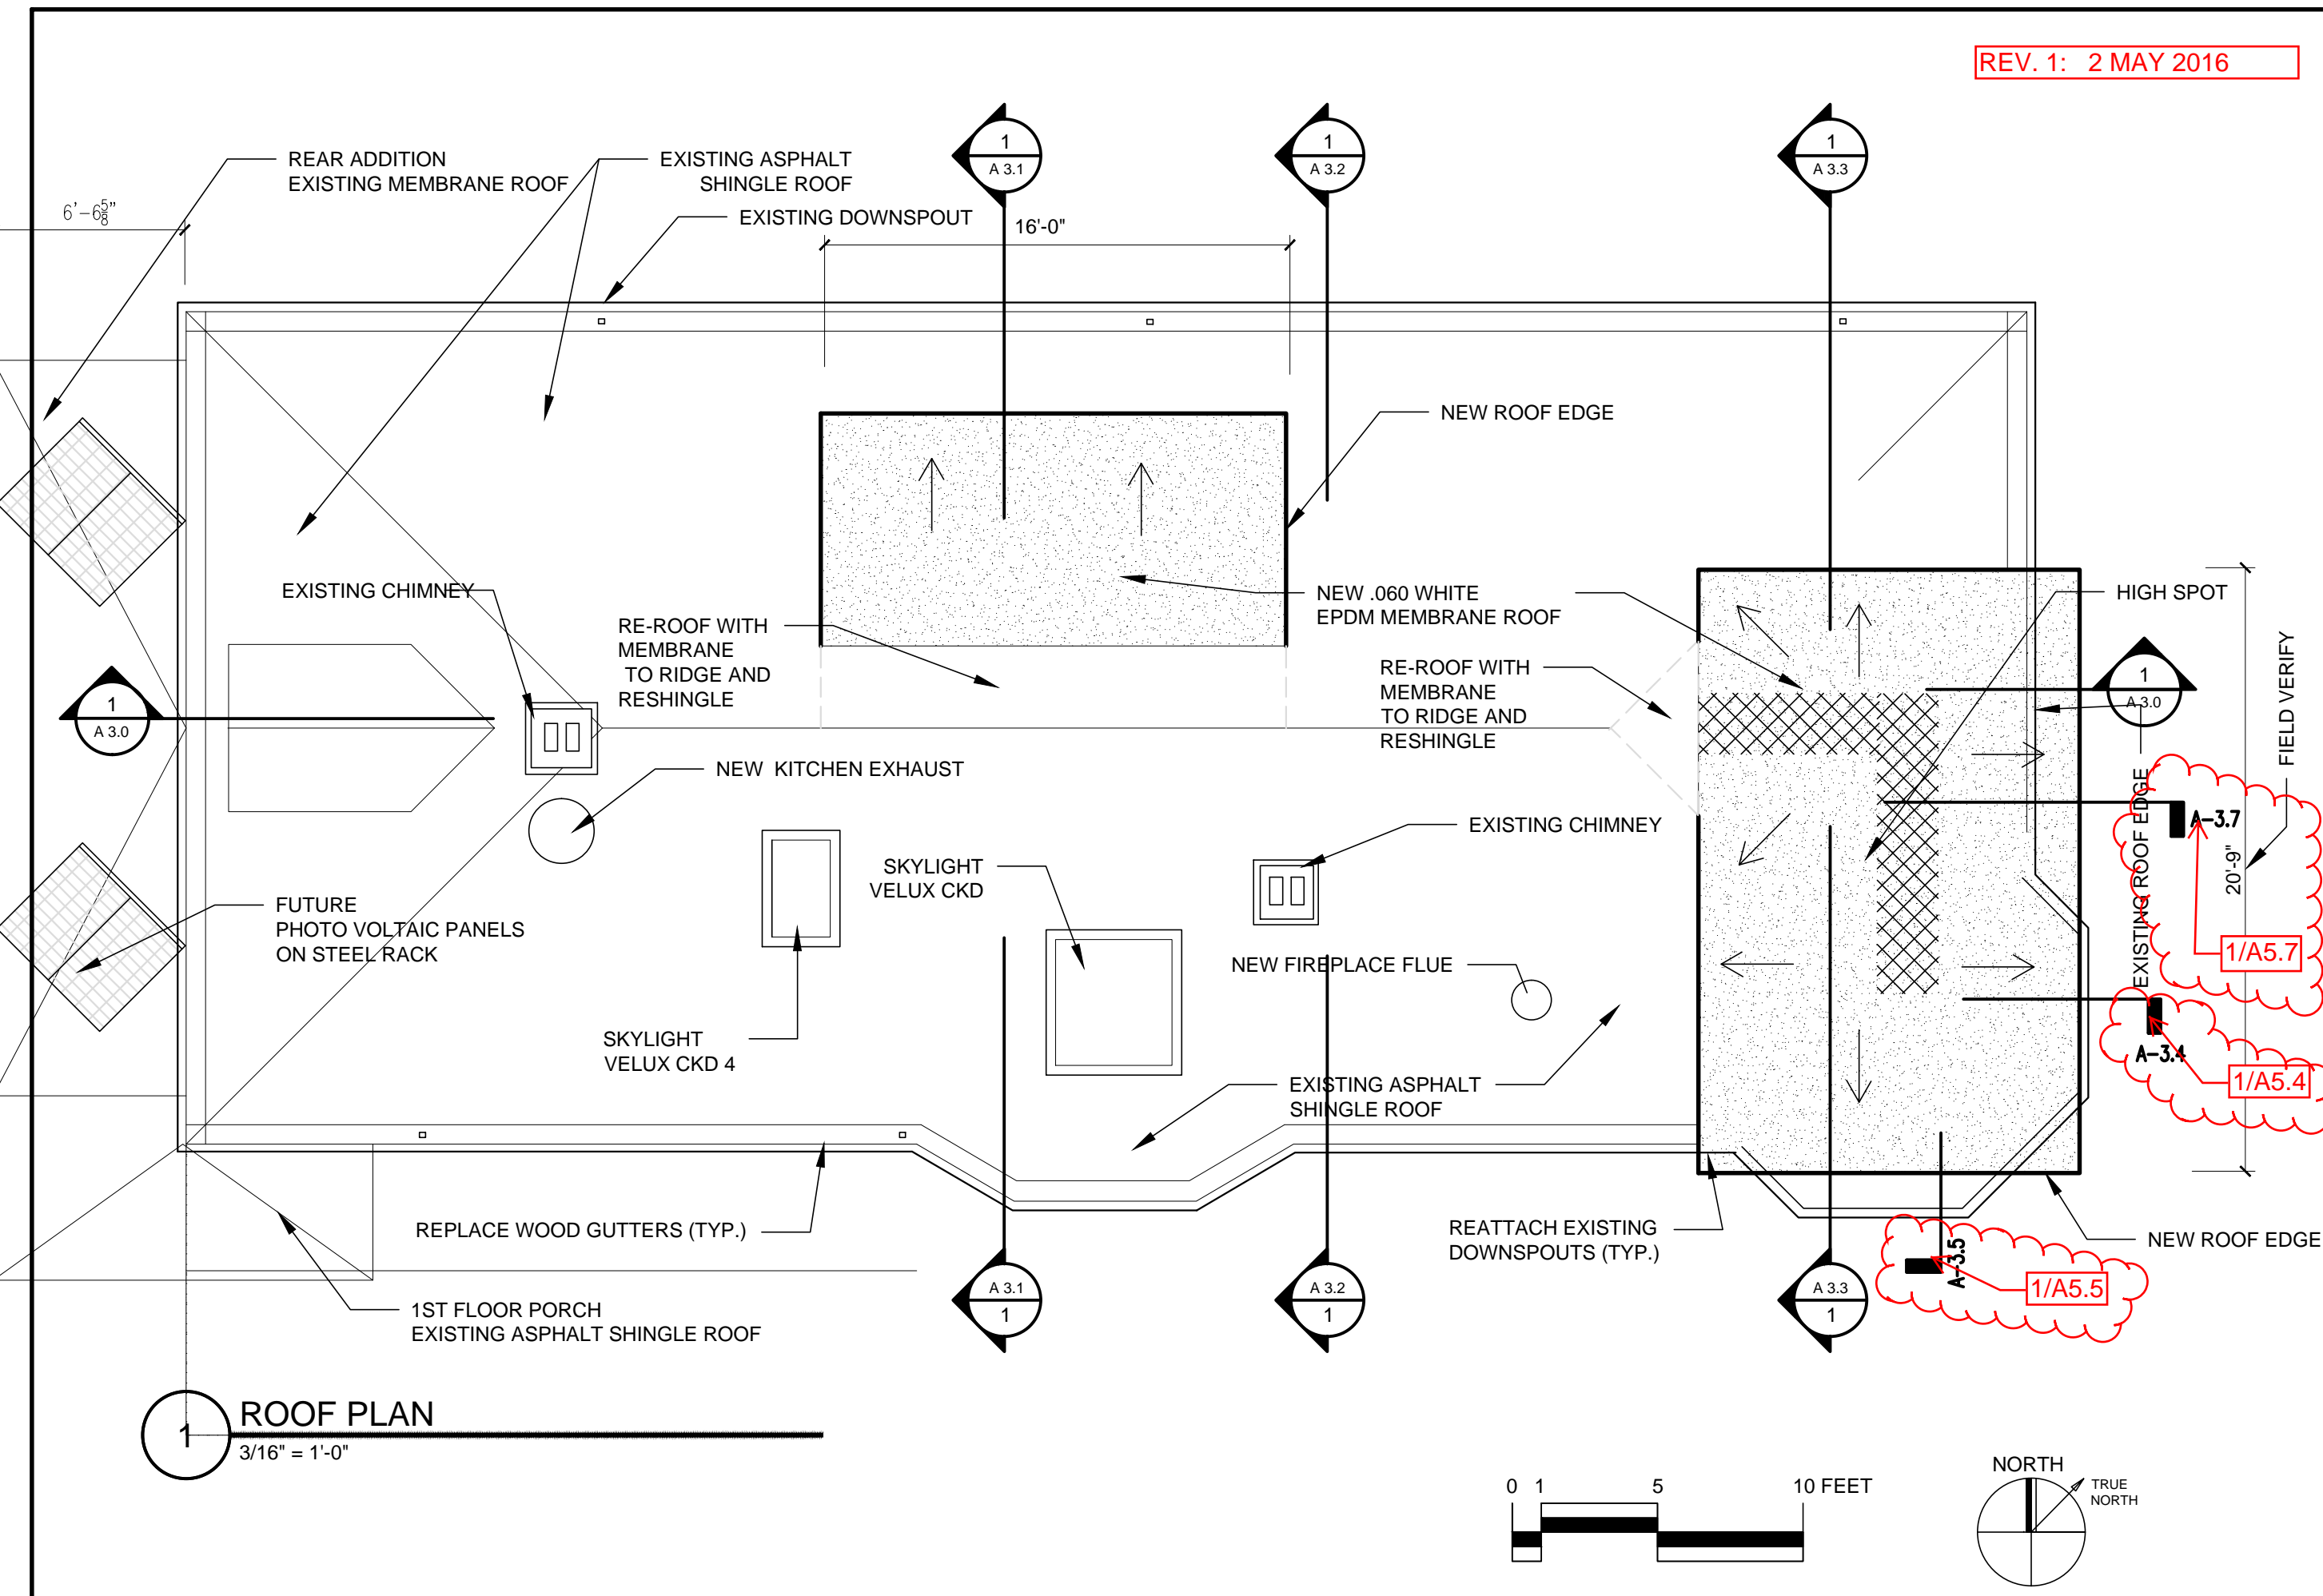 REV. 1: 2 MAY 2016
1
A 3.1
1
A 3.2
1
A 3.3
REAR ADDITION
EXISTING MEMBRANE ROOF
EXISTING ASPHALT
SHINGLE ROOF
6'-6 5/8"
EXISTING DOWNSPOUT
16'-0"
NEW ROOF EDGE
EXISTING CHIMNEY
RE-ROOF WITH
MEMBRANE
TO RIDGE AND
RESHINGLE
NEW .060 WHITE
EPDM MEMBRANE ROOF
HIGH SPOT
RE-ROOF WITH
MEMBRANE
TO RIDGE AND
RESHINGLE
1
A 3.0
1
A 3.0
FIELD VERIFY
20'-9"
EXISTING ROOF EDGE
NEW KITCHEN EXHAUST
A-3.7
EXISTING CHIMNEY
SKYLIGHT
VELUX CKD
FUTURE
PHOTO VOLTAIC PANELS
ON STEEL RACK
1/A5.7
NEW FIREPLACE FLUE
SKYLIGHT
VELUX CKD 4
A-3.4
1/A5.4
EXISTING ASPHALT
SHINGLE ROOF
REPLACE WOOD GUTTERS (TYP.)
REATTACH EXISTING
DOWNSPOUTS (TYP.)
NEW ROOF EDGE
A-3.5
1/A5.5
A 3.1
1
A 3.2
1
A 3.3
1
1ST FLOOR PORCH
EXISTING ASPHALT SHINGLE ROOF
1
ROOF PLAN
3/16" = 1'-0"
0 1 5 10 FEET
NORTH
TRUE
NORTH